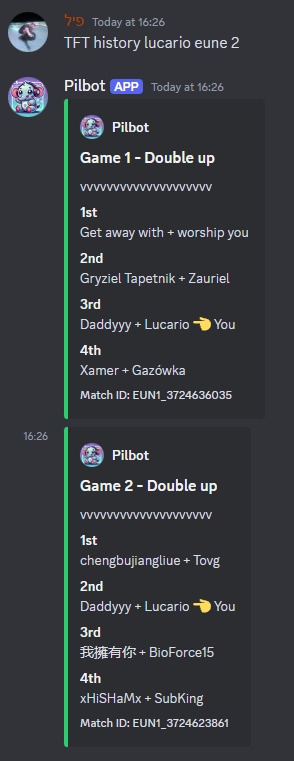 פיל Today at 16:26
TFT history lucario eune 2
Pilbot APP Today at 16:26
Pilbot
Game 1 - Double up
vvvvvvvvvvvvvvvvvvvv
1st
Get away with + worship you
2nd
Gryziel Tapetnik + Zauriel
3rd
Daddyyy + Lucario 👈 You
4th
Xamer + Gazówka
Match ID: EUN1_3724636035
16:26
Pilbot
Game 2 - Double up
vvvvvvvvvvvvvvvvvvvv
1st
chengbujiangliue + Tovg
2nd
Daddyyy + Lucario 👈 You
3rd
我擁有你 + BioForce15
4th
xHiSHaMx + SubKing
Match ID: EUN1_3724623861